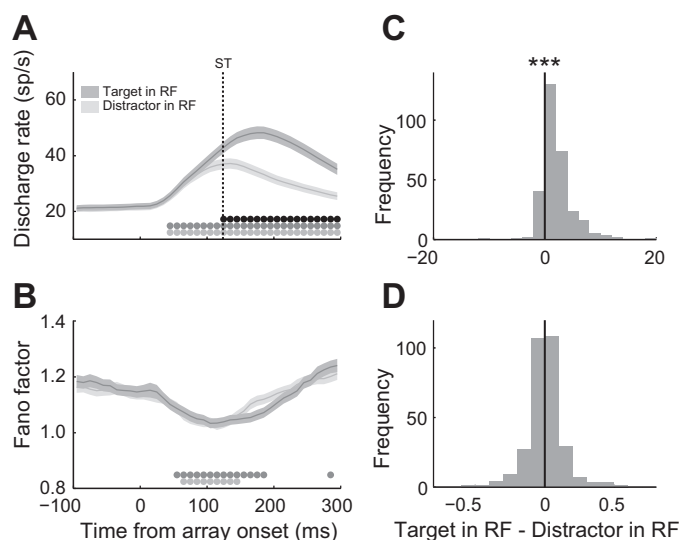 A
Discharge rate (sp/s)
60
40
20
ST
Target in RF
Distractor in RF
B
Fano factor
1.4
1.2
1.0
0.8
−100
0
100
200
300
Time from array onset (ms)
C
***
Frequency
100
50
0
−20
0
20
D
Frequency
100
50
0
−0.5
0
0.5
Target in RF - Distractor in RF